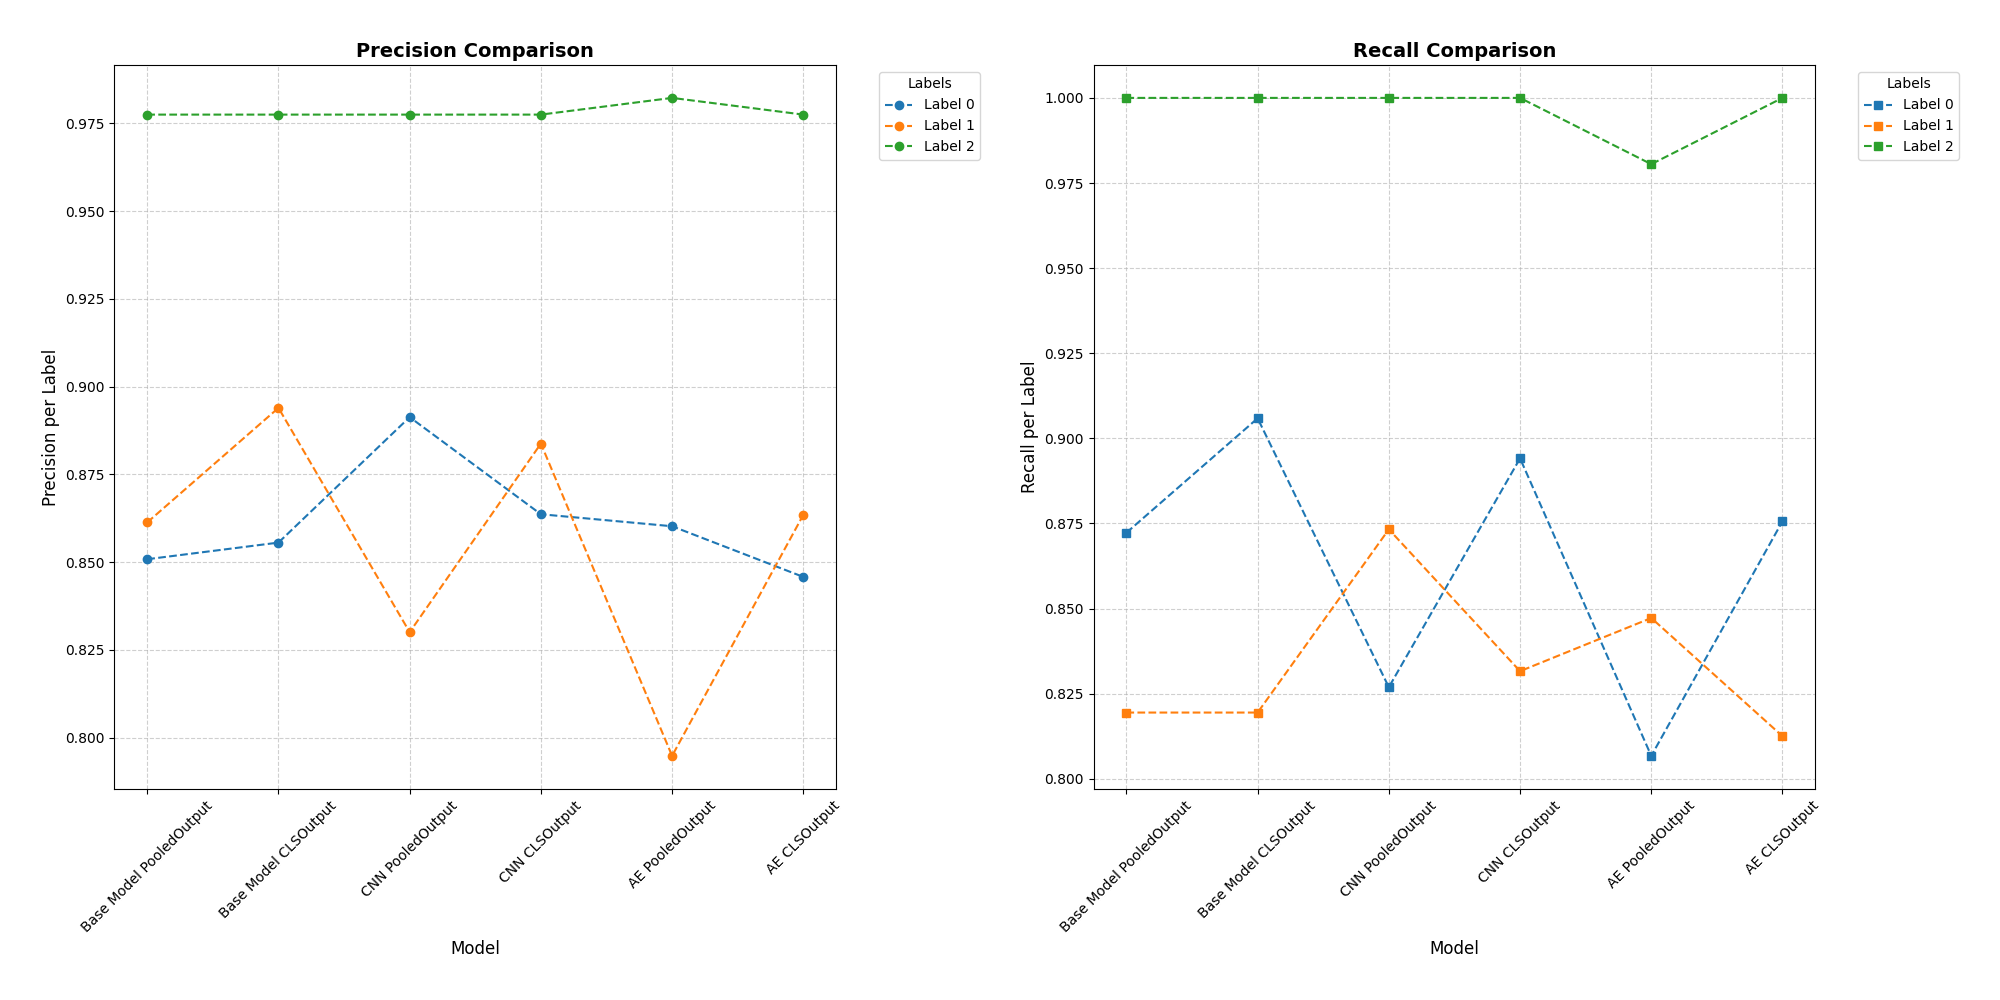 Precision Comparison
Precision per Label
0.975
0.950
0.925
0.900
0.875
0.850
0.825
0.800
Base Model PooledOutput
Base Model CLSOutput
CNN PooledOutput
CNN CLSOutput
AE PooledOutput
AE CLSOutput
Model
Labels
Label 0
Label 1
Label 2
Recall Comparison
Recall per Label
1.000
0.975
0.950
0.925
0.900
0.875
0.850
0.825
0.800
Base Model PooledOutput
Base Model CLSOutput
CNN PooledOutput
CNN CLSOutput
AE PooledOutput
AE CLSOutput
Model
Labels
Label 0
Label 1
Label 2